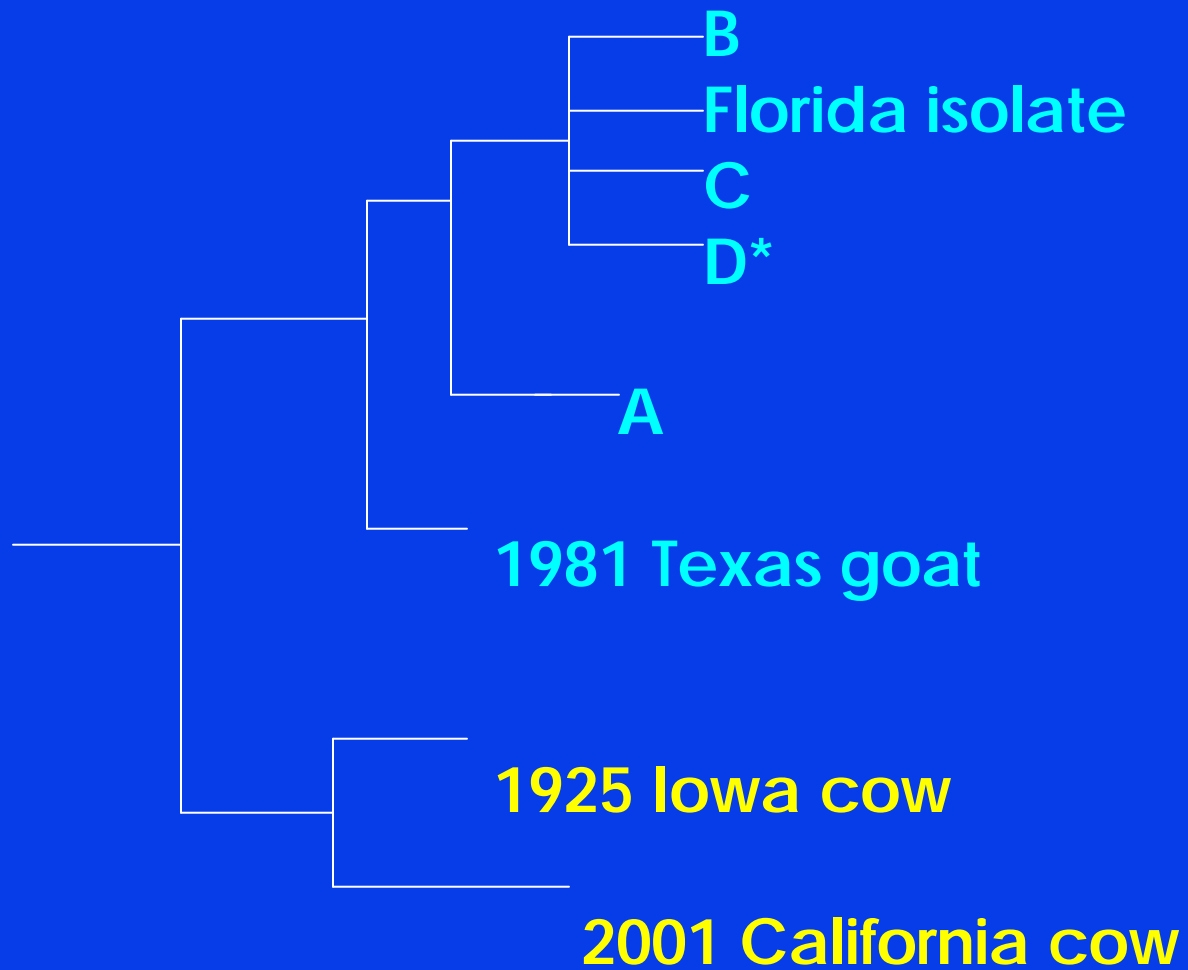 B
Florida isolate
C
D*
A
1981 Texas goat
1925 Iowa cow
2001 California cow